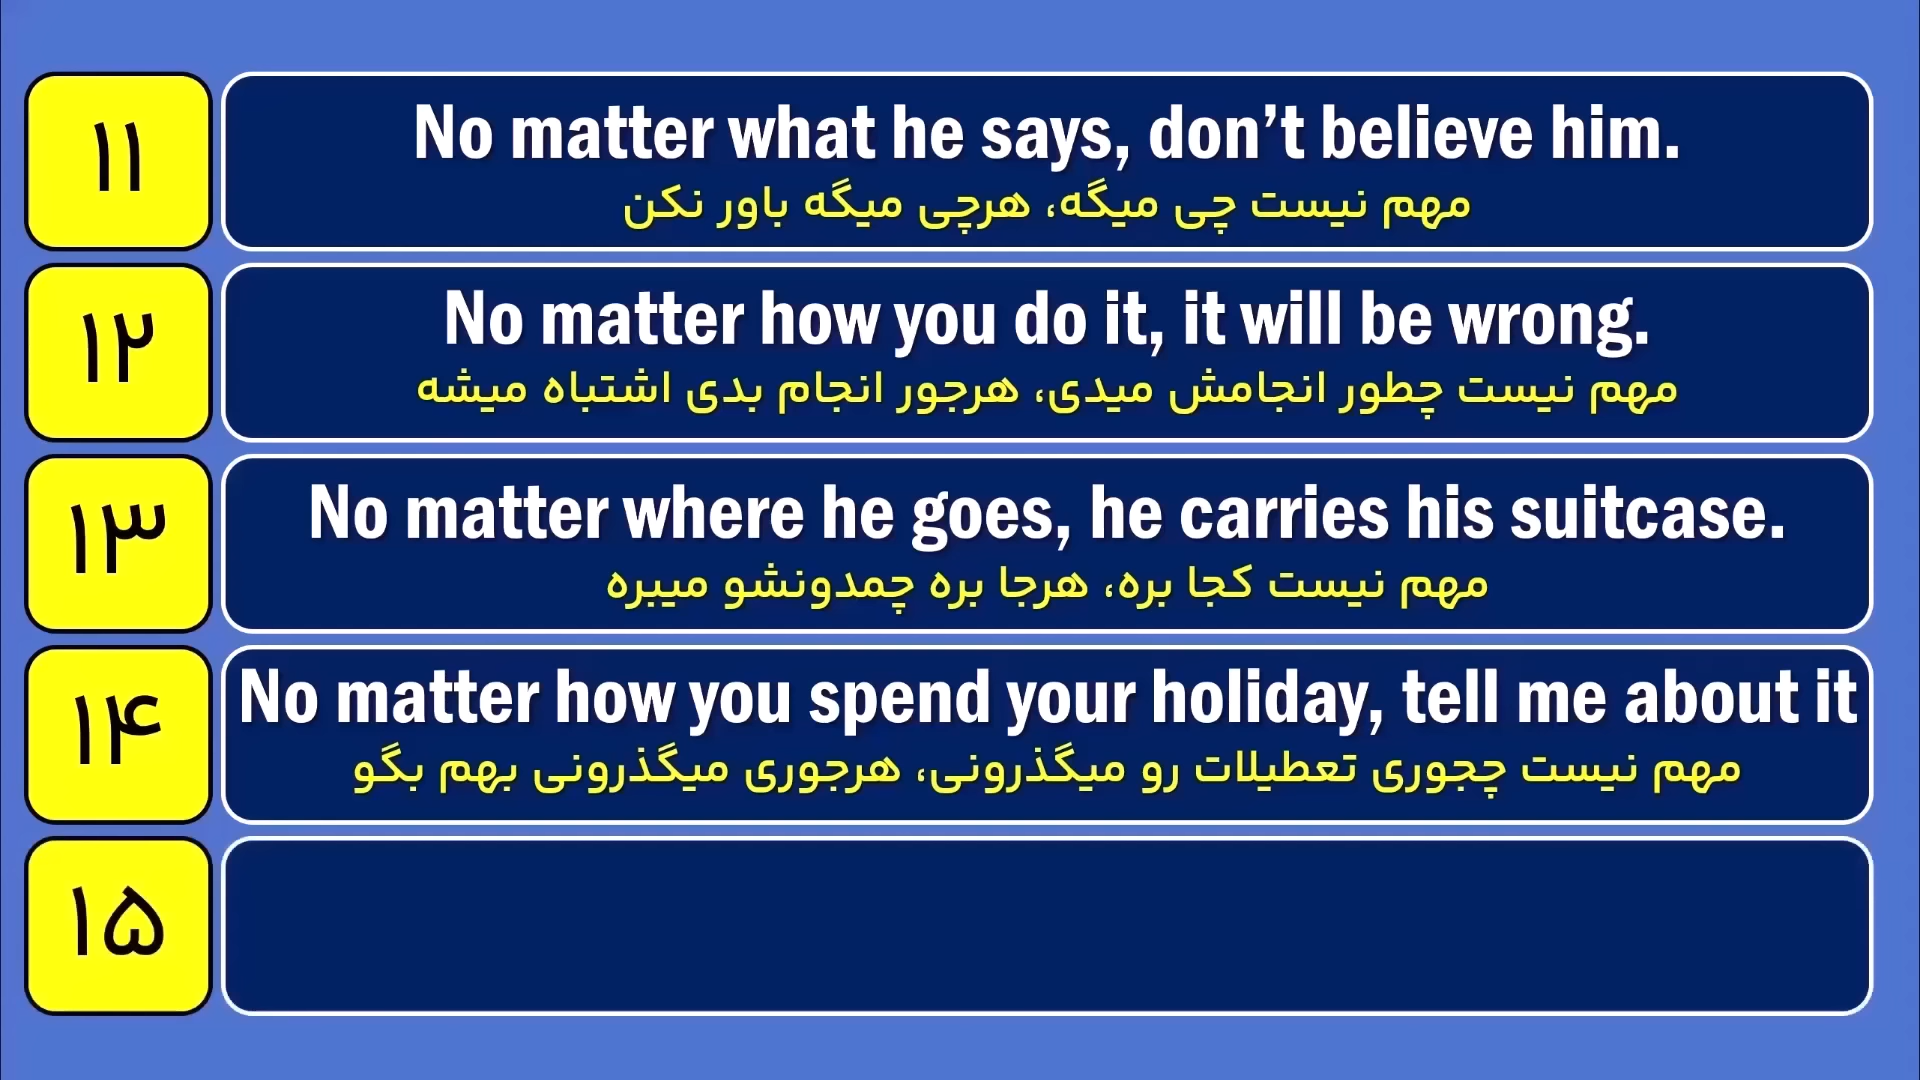 ۱۱
No matter what he says, don’t believe him.
مهم نیست چی میگه، هرچی میگه باور نکن
۱۲
No matter how you do it, it will be wrong.
مهم نیست چطور انجامش میدی، هرجور انجام بدی اشتباه میشه
۱۳
No matter where he goes, he carries his suitcase.
مهم نیست کجا بره، هرجا بره چمدونشو میبره
۱۴
No matter how you spend your holiday, tell me about it
مهم نیست چجوری تعطیلات رو میگذرونی، هرجوری میگذرونی بهم بگو
۱۵